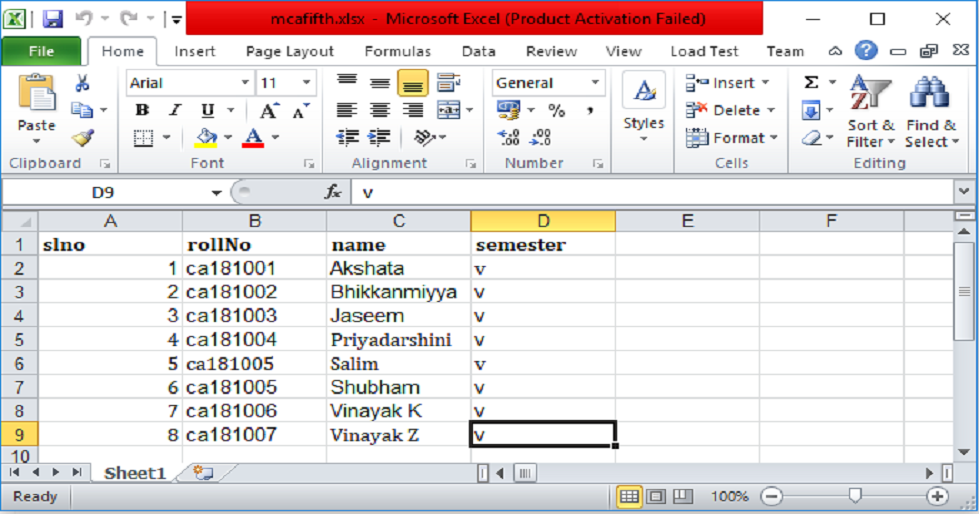 mcafifth.xlsx - Microsoft Excel (Product Activation Failed)
File Home Insert Page Layout Formulas Data Review View Load Test Team
Arial 11 General Insert Σ
B I U A A % , Delete
Paste A .00 .0 Styles Format Sort & Filter Find & Select
Clipboard Font Alignment Number Cells Editing
D9 fx v
A B C D E F
1 slno rollNo name semester
2 1 ca181001 Akshata v
3 2 ca181002 Bhikkanmiyya v
4 3 ca181003 Jaseem v
5 4 ca181004 Priyadarshini v
6 5 ca181005 Salim v
7 6 ca181005 Shubham v
8 7 ca181006 Vinayak K v
9 8 ca181007 Vinayak Z v
10
Sheet1
Ready 100%